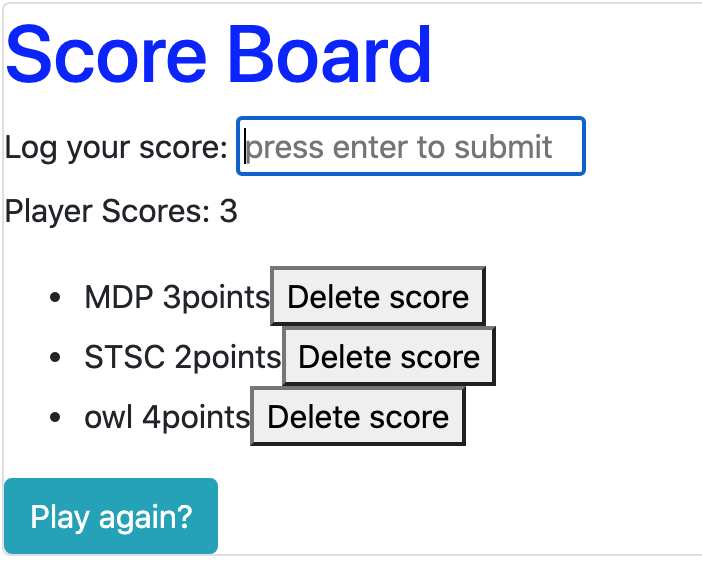 Score Board
Log your score: press enter to submit
Player Scores: 3
• MDP 3points Delete score
• STSC 2points Delete score
• owl 4points Delete score
Play again?